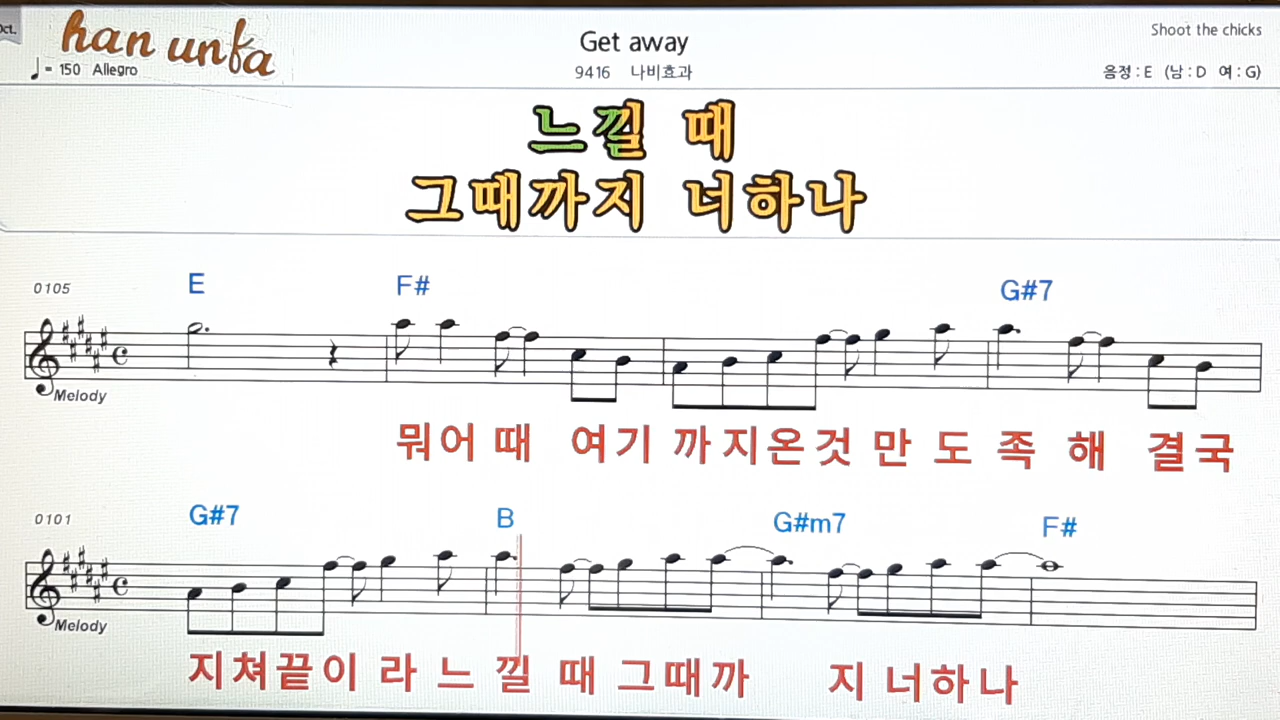 Oct.
han unfa
Get away
Shoot the chicks
♩= 150 Allegro
9416 나비효과
음정 : E (남 : D 여 : G)
느낄 때
그때까지 너하나
0105 E F# G#7
Melody
뭐어 때 여기 까지온것 만 도 족 해 결국
0101 G#7 B G#m7 F#
Melody
지쳐끝이 라 느 낄 때 그때까 지 너하나